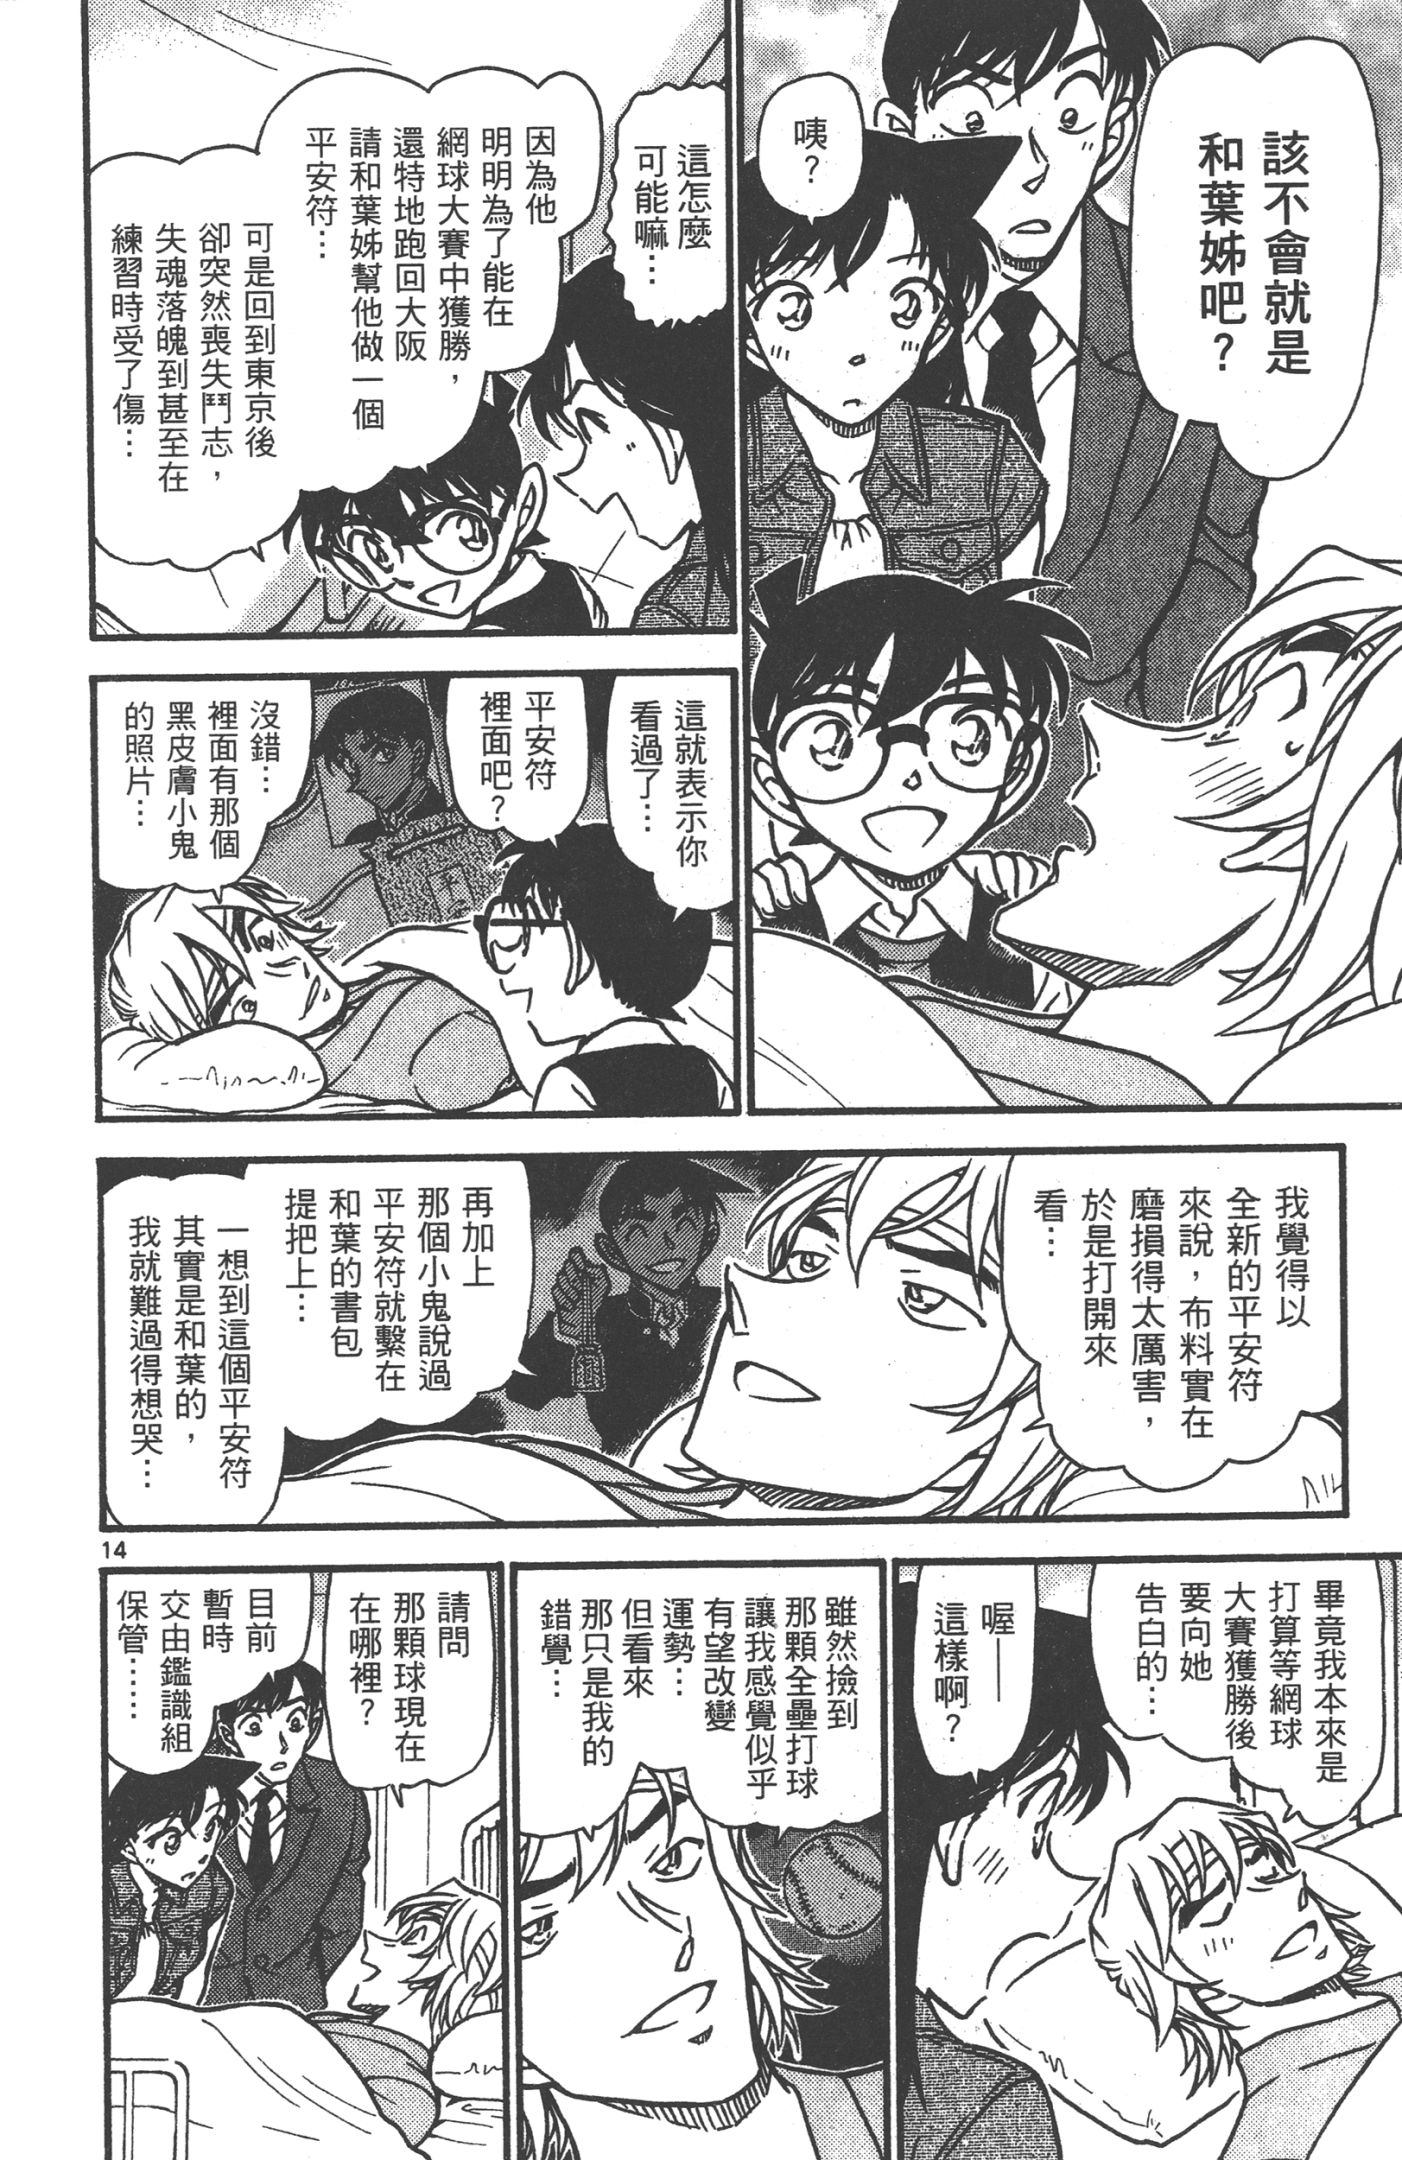 該不會就是
和葉姊吧？
咦？
這怎麼
可能嘛…
因為他
明明為了能在
網球大賽中獲勝，
還特地跑回大阪
請和葉姊幫他做一個
平安符…
可是回到東京後
卻突然喪失鬥志，
失魂落魄到甚至在
練習時受了傷…
這就表示你
看過了…
平安符
裡面吧？
沒錯…
裡面有那個
黑皮膚小鬼
的照片…
我覺得以
全新的平安符
來說，布料實在
磨損得太厲害，
於是打開來
看…
再加上
那個小鬼說過
平安符就繫在
和葉的書包
提把上…
一想到這個平安符
其實是和葉的，
我就難過得想哭…
14
畢竟我本來是
打算等網球
大賽獲勝後
要向她
告白的…
喔—
這樣啊？
雖然撿到
那顆全壘打球
讓我感覺似乎
有望改變
運勢…
但看來
那只是我的
錯覺…
請問
那顆球現在
在哪裡？
目前
暫時
交由鑑識組
保管……